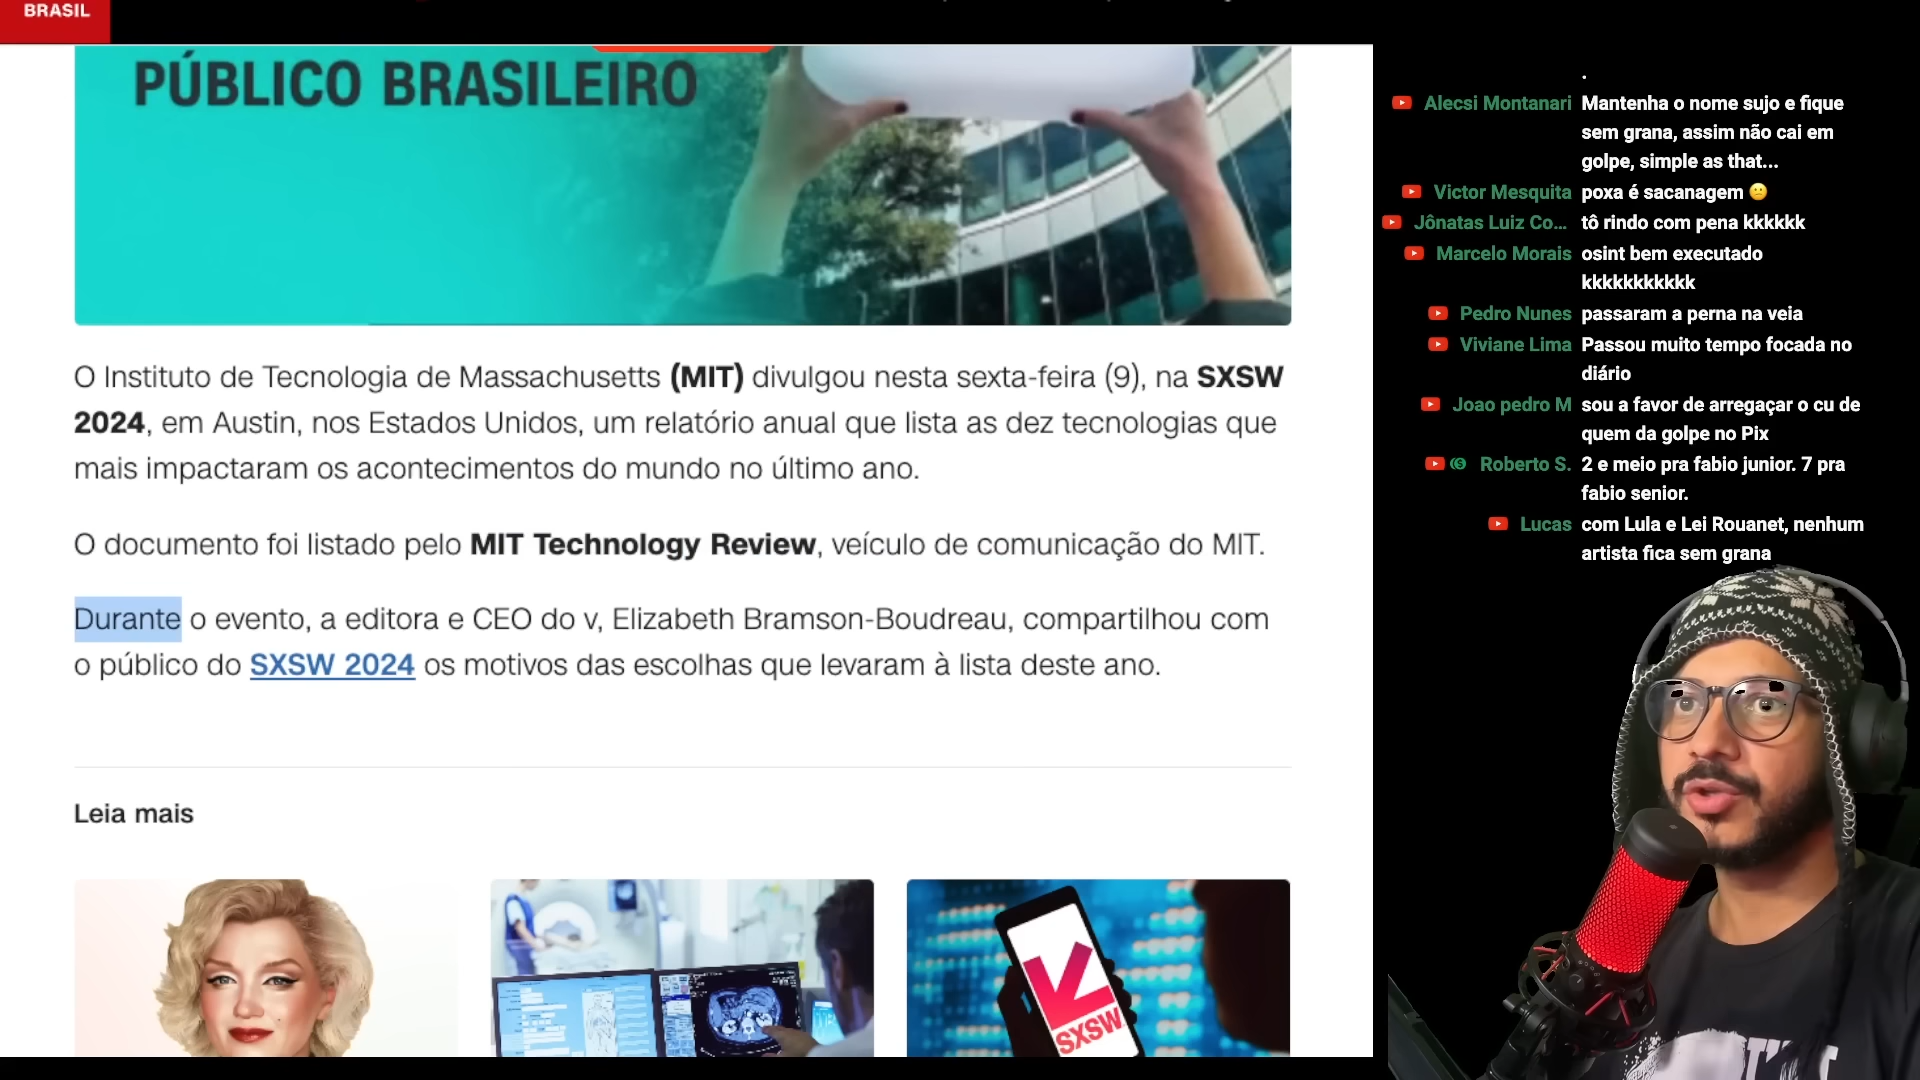 BRASIL
PÚBLICO BRASILEIRO
O Instituto de Tecnologia de Massachusetts (MIT) divulgou nesta sexta-feira (9), na SXSW
2024, em Austin, nos Estados Unidos, um relatório anual que lista as dez tecnologias que
mais impactaram os acontecimentos do mundo no último ano.
O documento foi listado pelo MIT Technology Review, veículo de comunicação do MIT.
Durante o evento, a editora e CEO do v, Elizabeth Bramson-Boudreau, compartilhou com
o público do SXSW 2024 os motivos das escolhas que levaram à lista deste ano.
Leia mais
SXSW
.
Alecsi Montanari Mantenha o nome sujo e fique
sem grana, assim não cai em
golpe, simple as that...
Victor Mesquita poxa é sacanagem 😕
Jônatas Luiz Co... tô rindo com pena kkkkkk
Marcelo Morais osint bem executado
kkkkkkkkkkk
Pedro Nunes passaram a perna na veia
Viviane Lima Passou muito tempo focada no
diário
Joao pedro M sou a favor de arregaçar o cu de
quem da golpe no Pix
Roberto S. 2 e meio pra fabio junior. 7 pra
fabio senior.
Lucas com Lula e Lei Rouanet, nenhum
artista fica sem grana